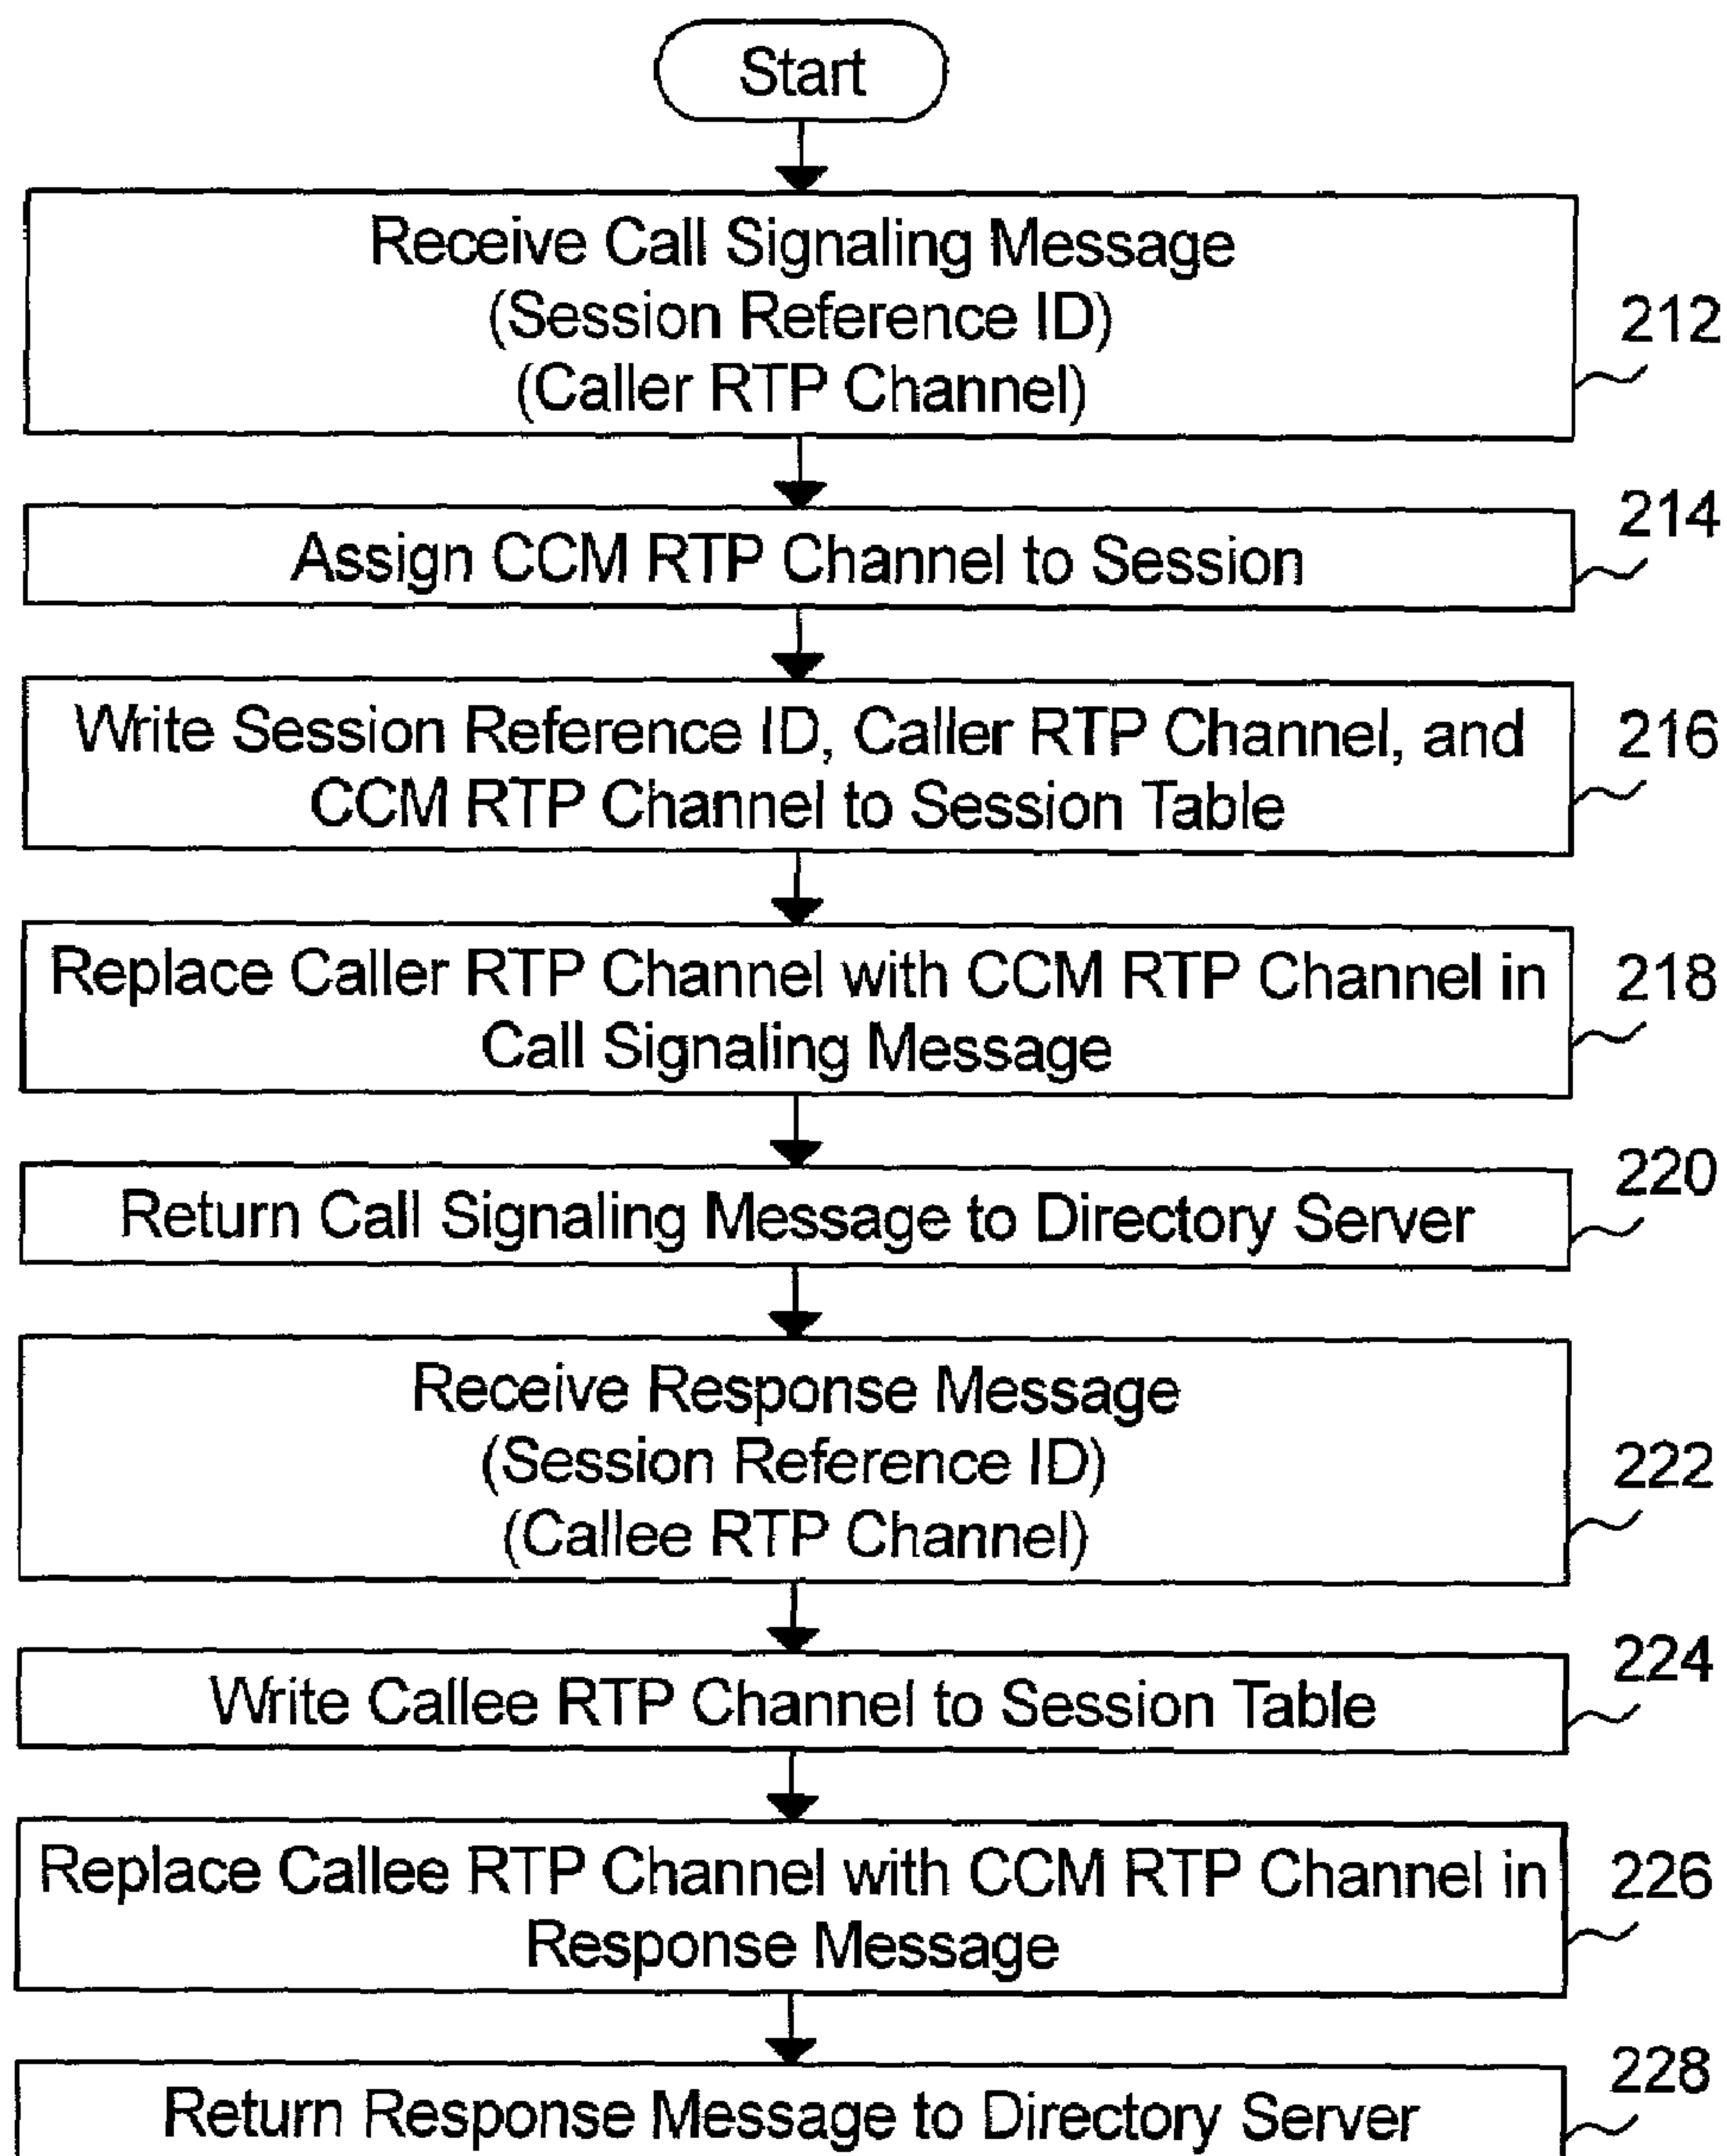 Start
Receive Call Signaling Message
(Session Reference ID)
(Caller RTP Channel)
212
Assign CCM RTP Channel to Session
214
Write Session Reference ID, Caller RTP Channel, and
CCM RTP Channel to Session Table
216
Replace Caller RTP Channel with CCM RTP Channel in
Call Signaling Message
218
Return Call Signaling Message to Directory Server
220
Receive Response Message
(Session Reference ID)
(Callee RTP Channel)
222
Write Callee RTP Channel to Session Table
224
Replace Callee RTP Channel with CCM RTP Channel in
Response Message
226
Return Response Message to Directory Server
228